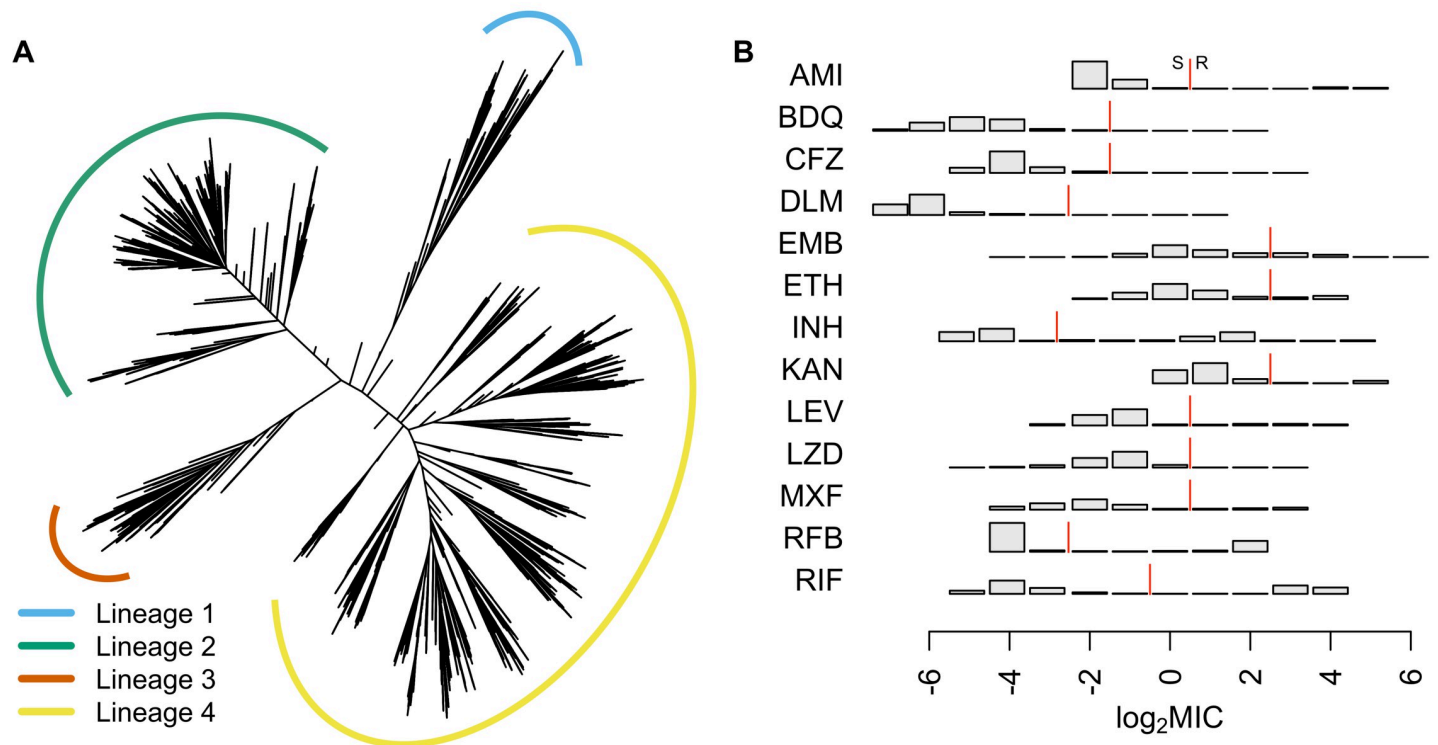 A
Lineage 1
Lineage 2
Lineage 3
Lineage 4
B
S R
AMI
BDQ
CFZ
DLM
EMB
ETH
INH
KAN
LEV
LZD
MXF
RFB
RIF
-6 -4 -2 0 2 4 6
log₂MIC